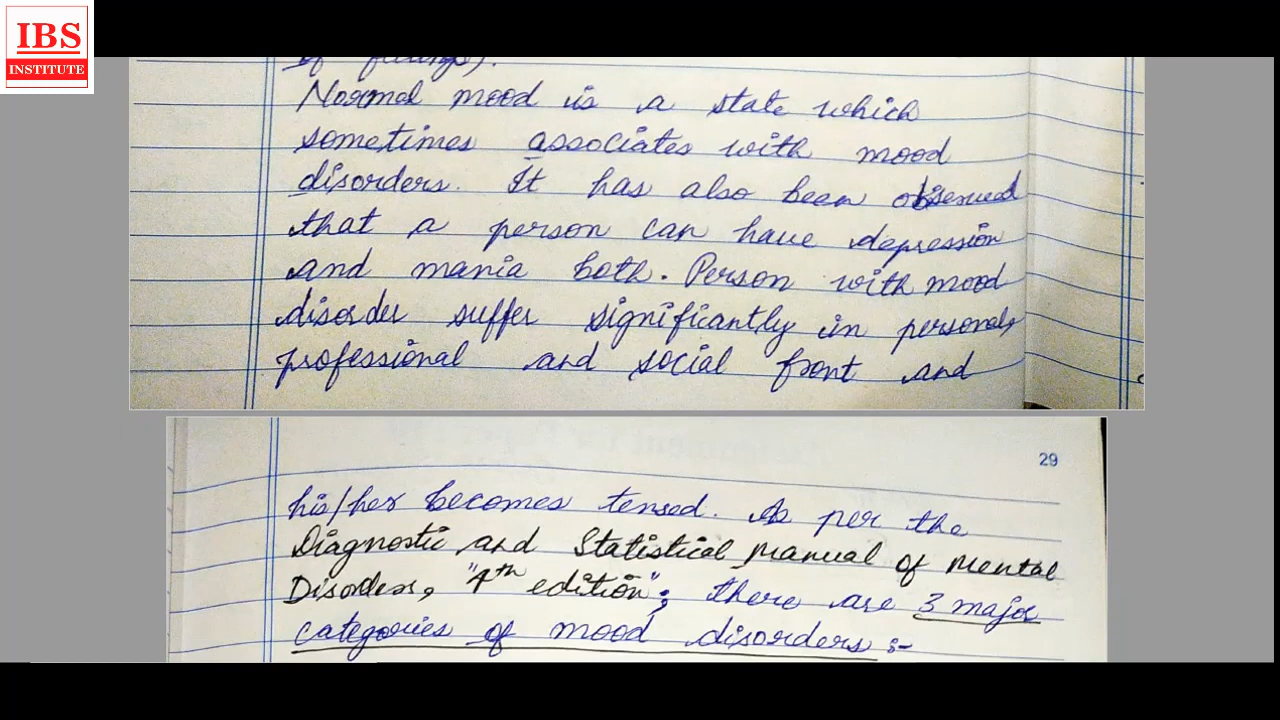 IBS
INSTITUTE
of feelings).
Normal mood is a state which
sometimes associates with mood
disorders. It has also been observed
that a person can have depression
and mania both. Person with mood
disorder suffer significantly in personal,
professional and social front and
29
his/her becomes tensed. As per the
Diagnostic and Statistical Manual of Mental
Disorders, "4th edition"; there are 3 major
categories of mood disorders :-